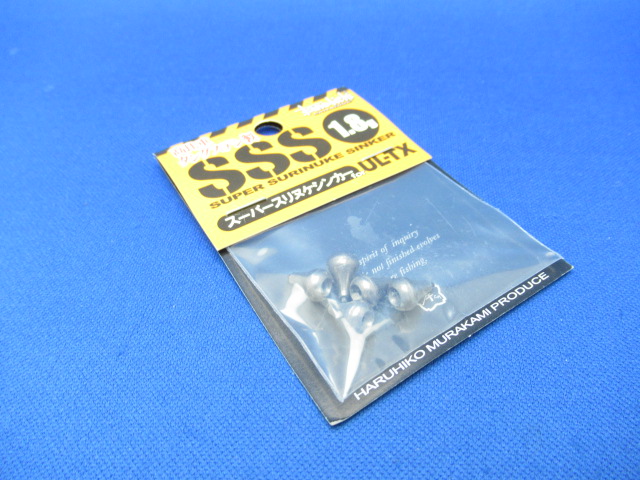 1.8g
SSS
SUPER SURINUKE SINKER
スーパースリヌケシンカー UL-TX
spirit of inquiry
not finished-evolves
fishing.
HARUHIKO MURAKAMI PRODUCE